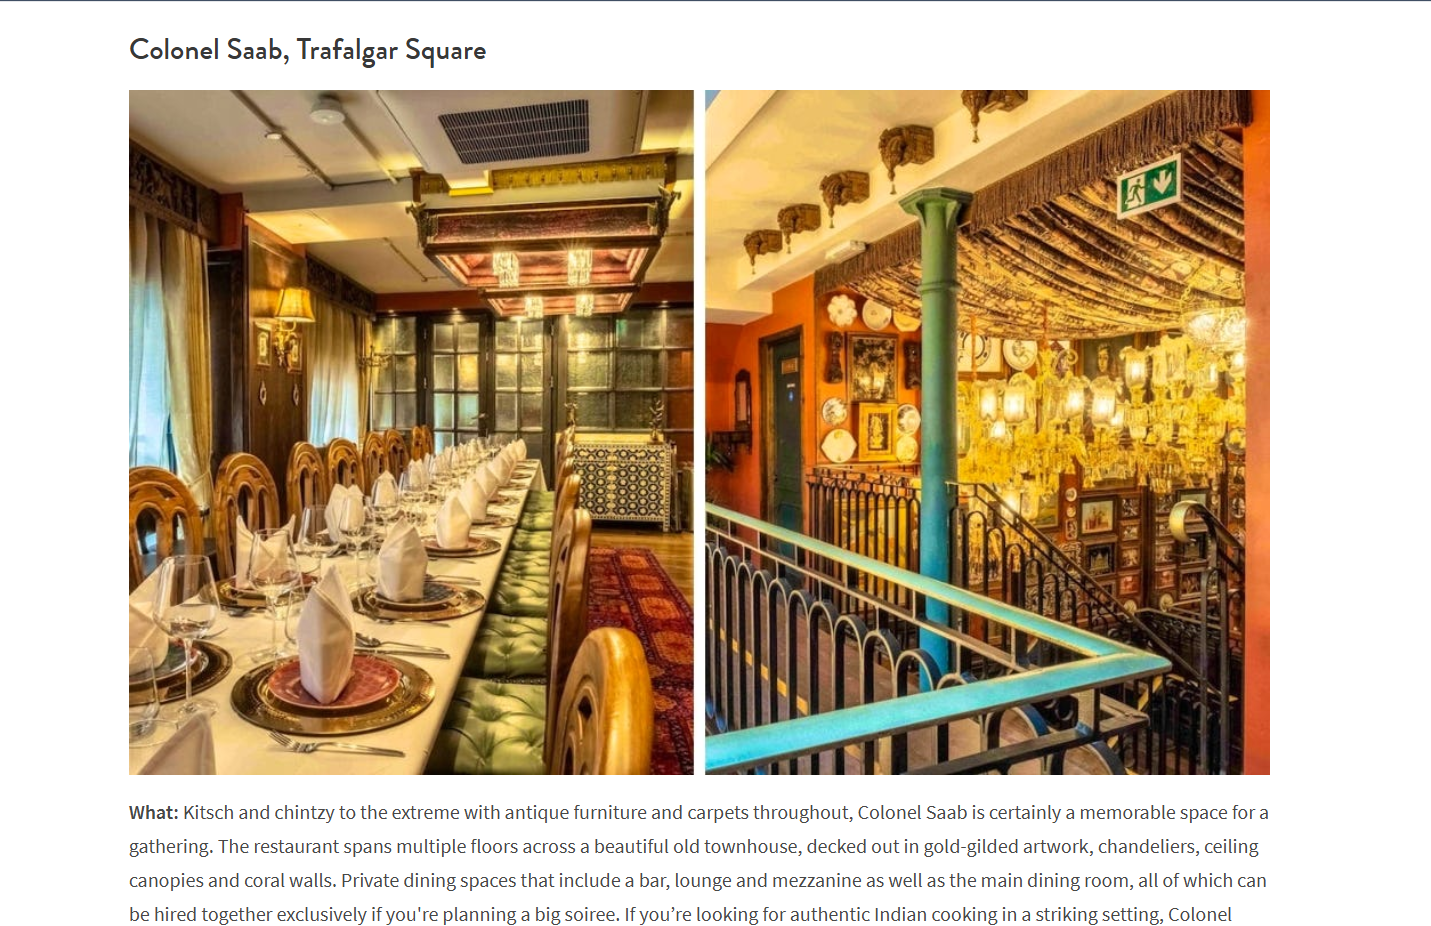 Colonel Saab, Trafalgar Square
What: Kitsch and chintzy to the extreme with antique furniture and carpets throughout, Colonel Saab is certainly a memorable space for a
gathering. The restaurant spans multiple floors across a beautiful old townhouse, decked out in gold-gilded artwork, chandeliers, ceiling
canopies and coral walls. Private dining spaces that include a bar, lounge and mezzanine as well as the main dining room, all of which can
be hired together exclusively if you're planning a big soiree. If you’re looking for authentic Indian cooking in a striking setting, Colonel